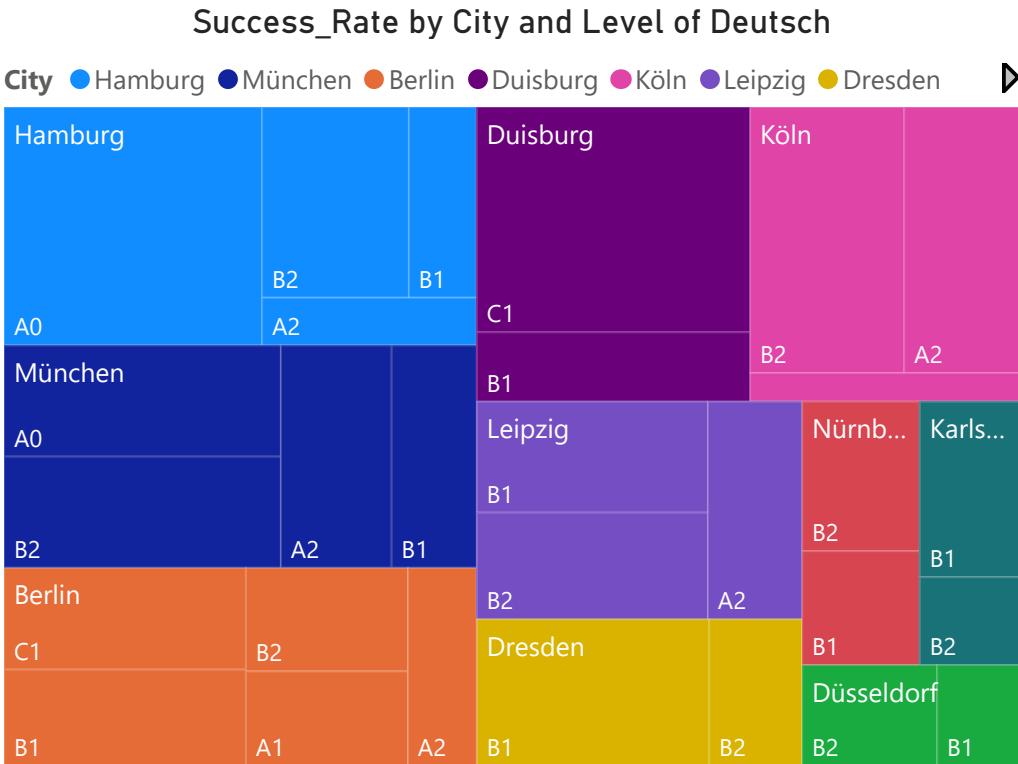 Success_Rate by City and Level of Deutsch
City Hamburg München Berlin Duisburg Köln Leipzig Dresden
Hamburg
A0
B2
B1
A2
München
A0
B2
A2
B1
Berlin
C1
B1
B2
A1
A2
Duisburg
C1
B1
Köln
B2
A2
Leipzig
B1
B2
A2
Dresden
B1
B2
Nürnb...
B2
B1
Karls...
B1
B2
Düsseldorf
B2
B1